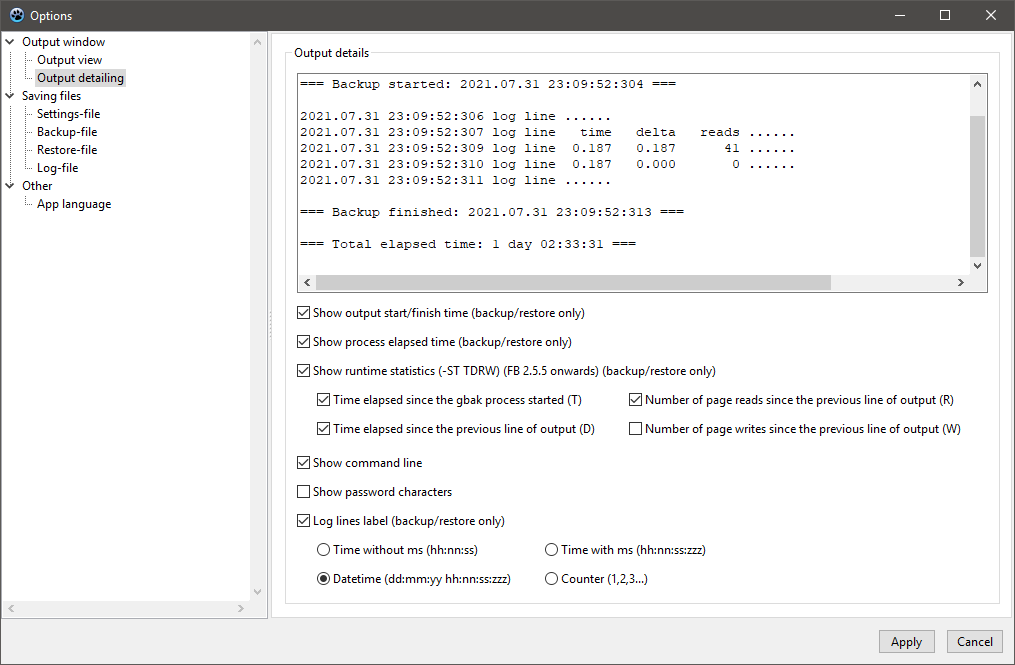 Options
Output window
Output view
Output detailing
Saving files
Settings-file
Backup-file
Restore-file
Log-file
Other
App language
Output details
=== Backup started: 2021.07.31 23:09:52:304 ===
2021.07.31 23:09:52:306 log line ......
2021.07.31 23:09:52:307 log line   time   delta   reads ......
2021.07.31 23:09:52:309 log line  0.187   0.187      41 ......
2021.07.31 23:09:52:310 log line  0.187   0.000       0 ......
2021.07.31 23:09:52:311 log line ......
=== Backup finished: 2021.07.31 23:09:52:313 ===
=== Total elapsed time: 1 day 02:33:31 ===
Show output start/finish time (backup/restore only)
Show process elapsed time (backup/restore only)
Show runtime statistics (-ST TDRW) (FB 2.5.5 onwards) (backup/restore only)
Time elapsed since the gbak process started (T)
Number of page reads since the previous line of output (R)
Time elapsed since the previous line of output (D)
Number of page writes since the previous line of output (W)
Show command line
Show password characters
Log lines label (backup/restore only)
Time without ms (hh:nn:ss)
Time with ms (hh:nn:ss:zzz)
Datetime (dd:mm:yy hh:nn:ss:zzz)
Counter (1,2,3...)
Apply
Cancel